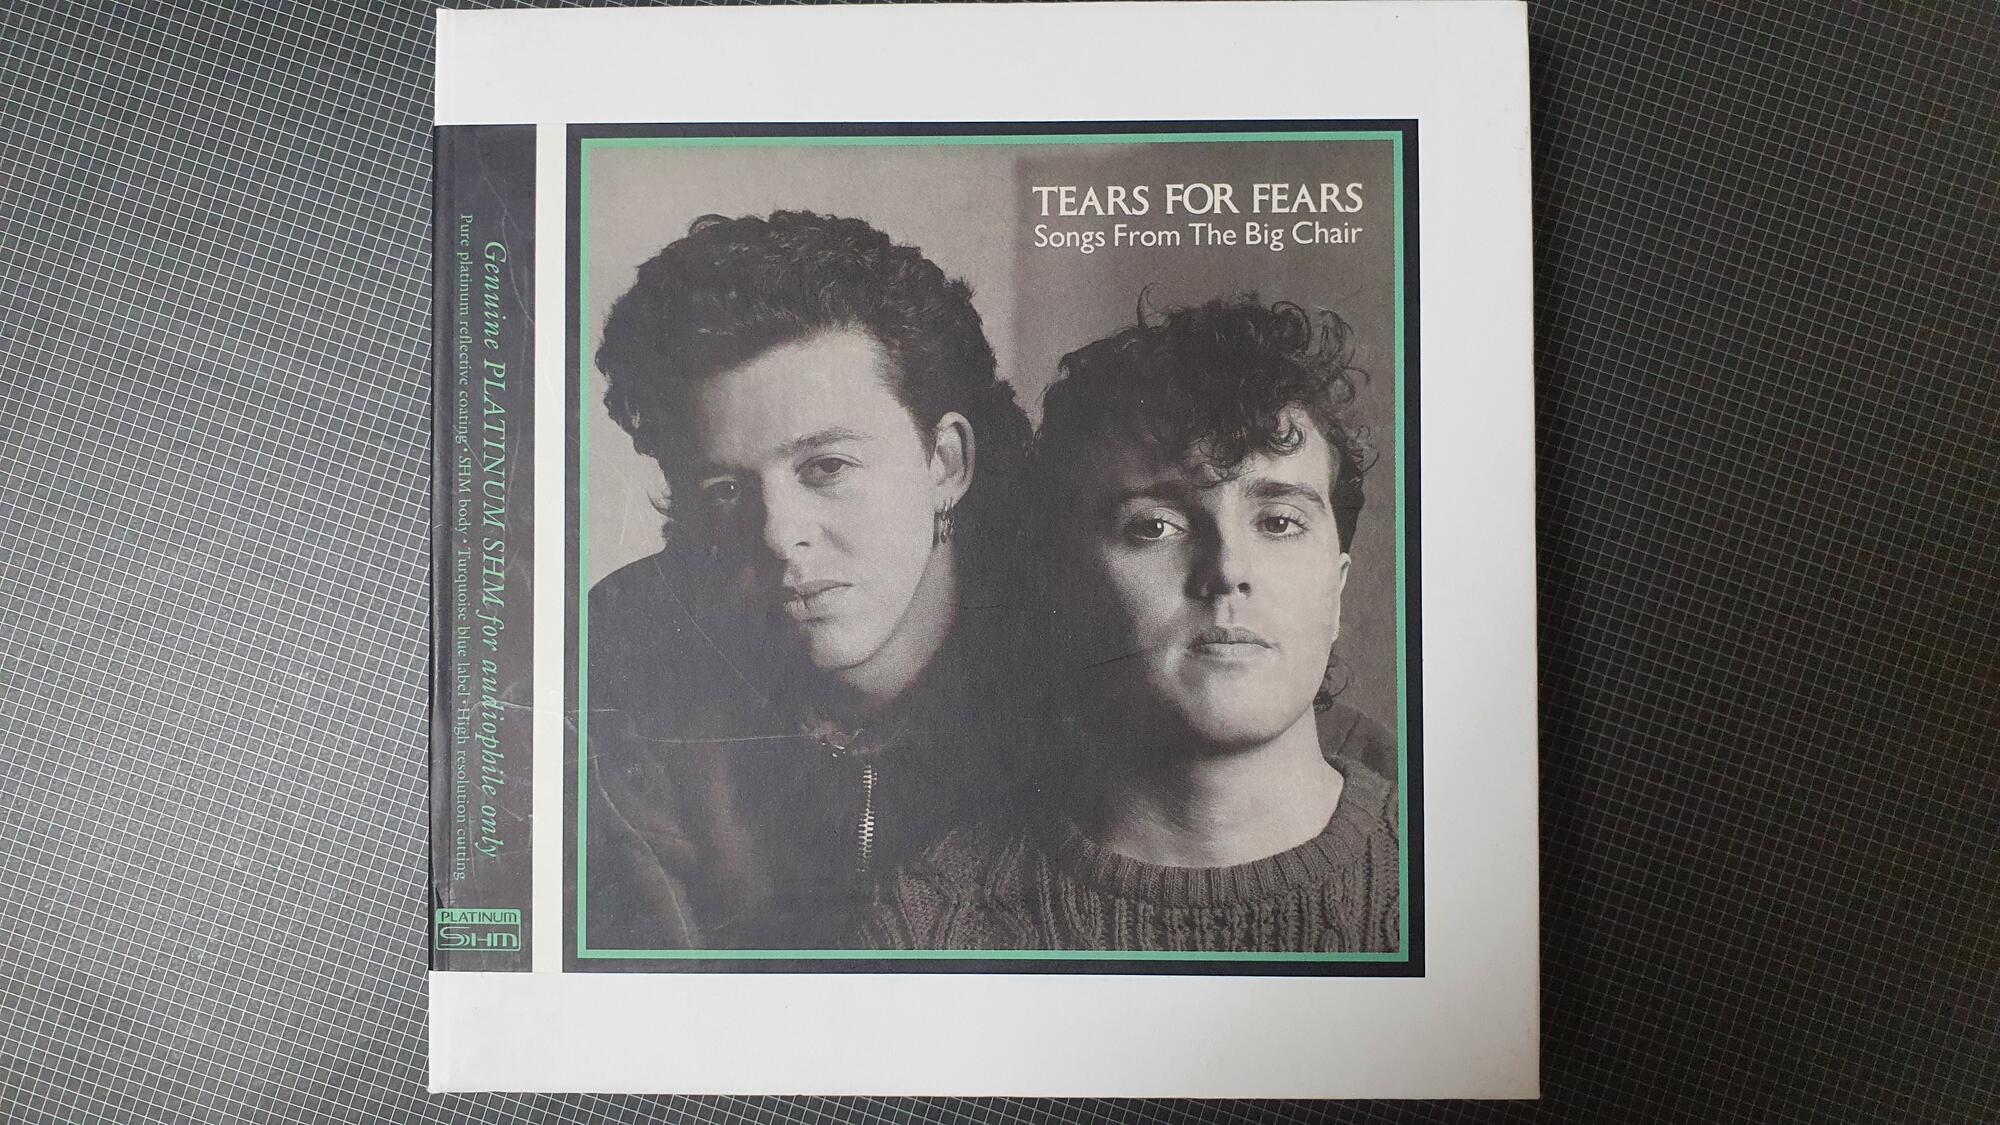 TEARS FOR FEARS
Songs From The Big Chair
Genuine PLATINUM SHM for audiophile only
Pure platinum reflective coating · SHM body · Turquoise blue label · High resolution cutting
PLATINUM
SHM